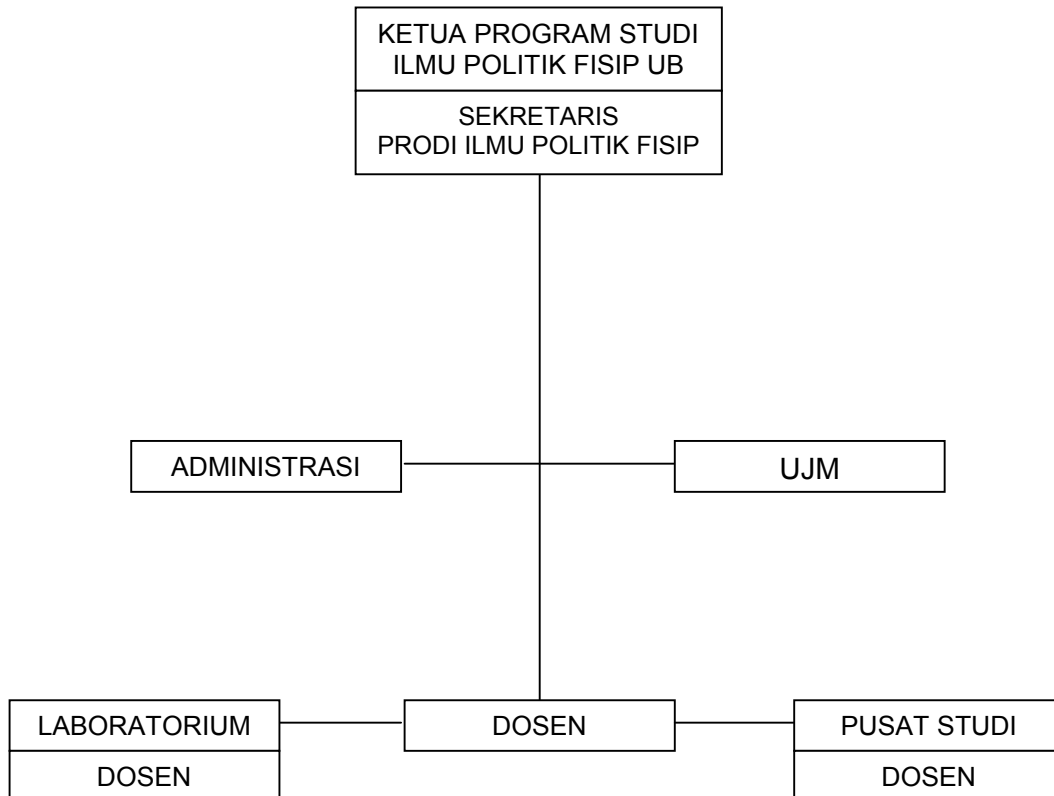 KETUA PROGRAM STUDI
ILMU POLITIK FISIP UB
SEKRETARIS
PRODI ILMU POLITIK FISIP
ADMINISTRASI
UJM
LABORATORIUM
DOSEN
DOSEN
PUSAT STUDI
DOSEN